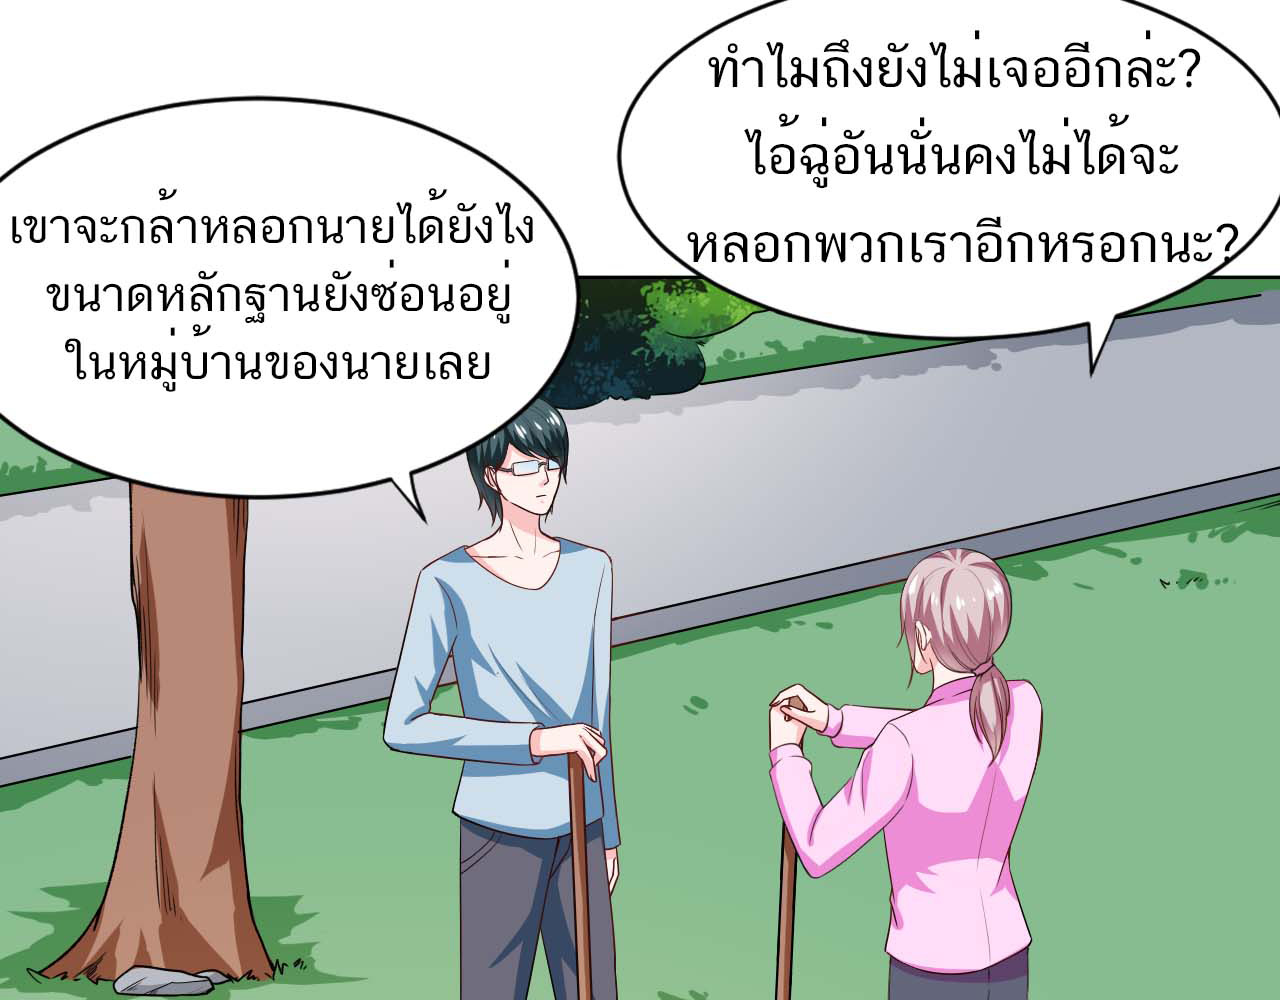 ทำไมถึงยังไม่เจออีกล่ะ?
ไอ้ฉู่อันนั่นคงไม่ได้จะ
หลอกพวกเราอีกหรอกนะ?
เขาจะกล้าหลอกนายได้ยังไง
ขนาดหลักฐานยังซ่อนอยู่
ในหมู่บ้านของนายเลย